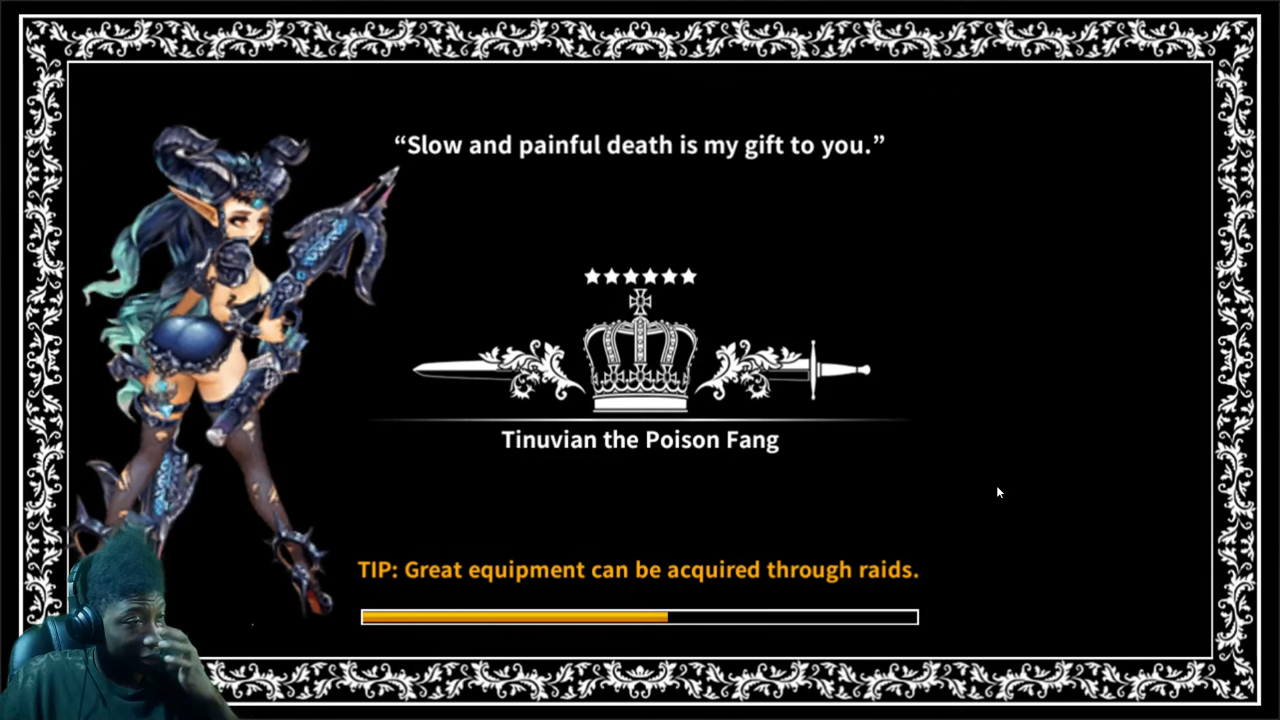 “Slow and painful death is my gift to you.”
Tinuvian the Poison Fang
TIP: Great equipment can be acquired through raids.